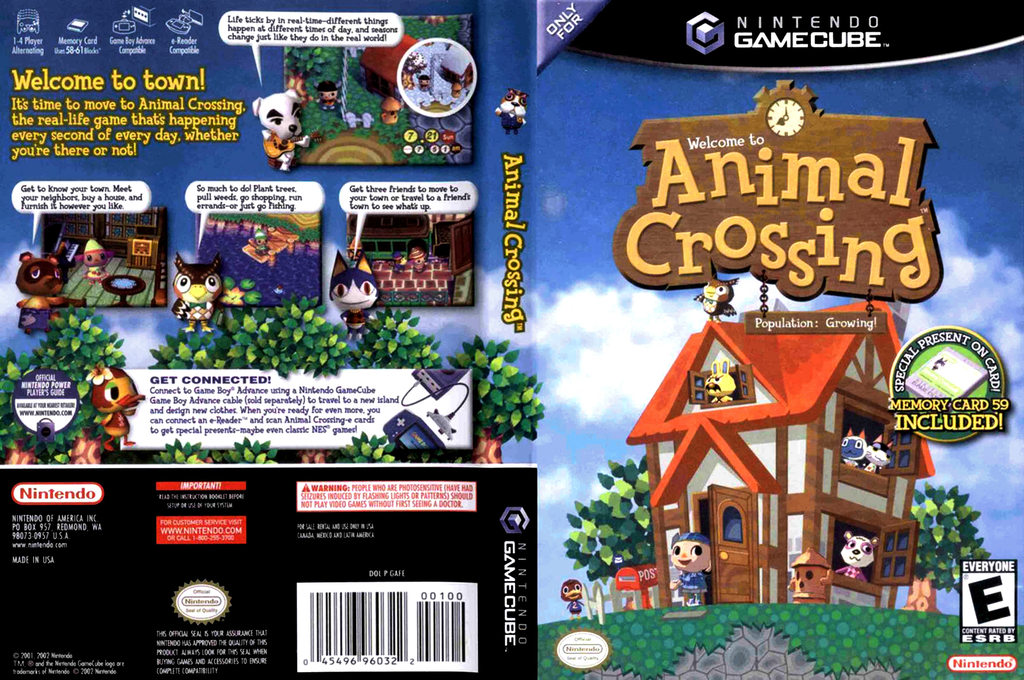 1-4 Player
Alternating
Memory Card
Uses 58-61 Blocks*
Game Boy Advance
Compatible
e-Reader
Compatible
Life ticks by in real-time-different things
happen at different times of day, and seasons
change just like they do in the real world!
Welcome to town!
It's time to move to Animal Crossing,
the real-life game that's happening
every second of every day, whether
you're there or not!
7 21 Sun
Get to know your town. Meet
your neighbors, buy a house, and
furnish it however you like.
So much to do! Plant trees,
pull weeds, go shopping, run
errands-or just go fishing.
Get three friends to move to
your town or travel to a friend's
town to see what's up.
OFFICIAL
NINTENDO POWER
PLAYER'S GUIDE
AVAILABLE AT YOUR NEAREST RETAILER!
WWW.NINTENDO.COM
GET CONNECTED!
Connect to Game Boy® Advance using a Nintendo GameCube
Game Boy Advance cable (sold separately) to travel to a new island
and design new clothes. When you're ready for even more, you
can connect an e-Reader™ and scan Animal Crossing-e cards
to get special presents-maybe even classic NES® games!
Nintendo
NINTENDO OF AMERICA INC
PO BOX 957, REDMOND WA
98073-0957 U.S.A.
www.nintendo.com
MADE IN USA
IMPORTANT!
READ THE INSTRUCTION BOOKLET BEFORE
SETUP OR USE OF YOUR SYSTEM
FOR CUSTOMER SERVICE VISIT
WWW.NINTENDO.COM
OR CALL 1-800-255-3700
WARNING: PEOPLE WHO ARE PHOTOSENSITIVE (HAVE HAD
SEIZURES INDUCED BY FLASHING LIGHTS OR PATTERNS) SHOULD
NOT PLAY VIDEO GAMES WITHOUT FIRST SEEING A DOCTOR.
FOR SALE, RENTAL AND USE ONLY IN USA,
CANADA, MEXICO AND LATIN AMERICA
DOL P GAFE
Official
Nintendo
Seal of Quality
THIS OFFICIAL SEAL IS YOUR ASSURANCE THAT
NINTENDO HAS APPROVED THE QUALITY OF THIS
PRODUCT ALWAYS LOOK FOR THIS SEAL WHEN
BUYING GAMES AND ACCESSORIES TO ENSURE
COMPLETE COMPATIBILITY
00100
0 45496 96032 2
© 2001, 2002 Nintendo
TM, ® and the Nintendo GameCube logo are
trademarks of Nintendo. © 2002 Nintendo
Animal Crossing™
NINTENDO
GAMECUBE™
ONLY
FOR
NINTENDO
GAMECUBE™
Welcome to
Animal
Crossing™
Population: Growing!
SPECIAL PRESENT ON CARD!
MEMORY CARD 59
INCLUDED!
POST
Official
Nintendo
Seal of Quality
EVERYONE
E
CONTENT RATED BY
ESRB
Nintendo